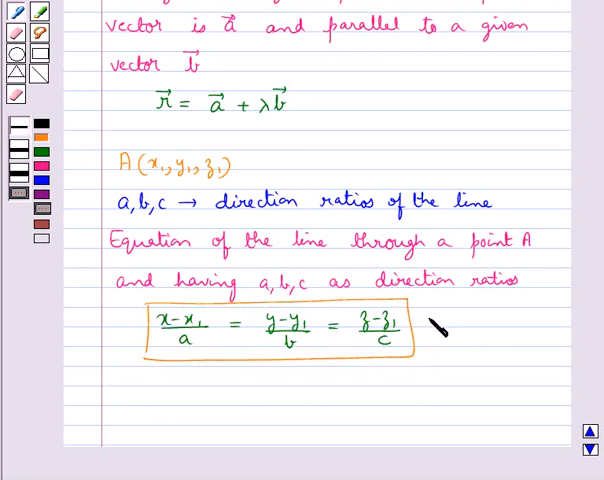 vector is a⃗ and parallel to a given
vector b⃗
r⃗ = a⃗ + λb⃗
A(x₁, y₁, z₁)
a, b, c → direction ratios of the line
Equation of the line through a point A
and having a, b, c as direction ratios
(x-x₁)/a = (y-y₁)/b = (z-z₁)/c